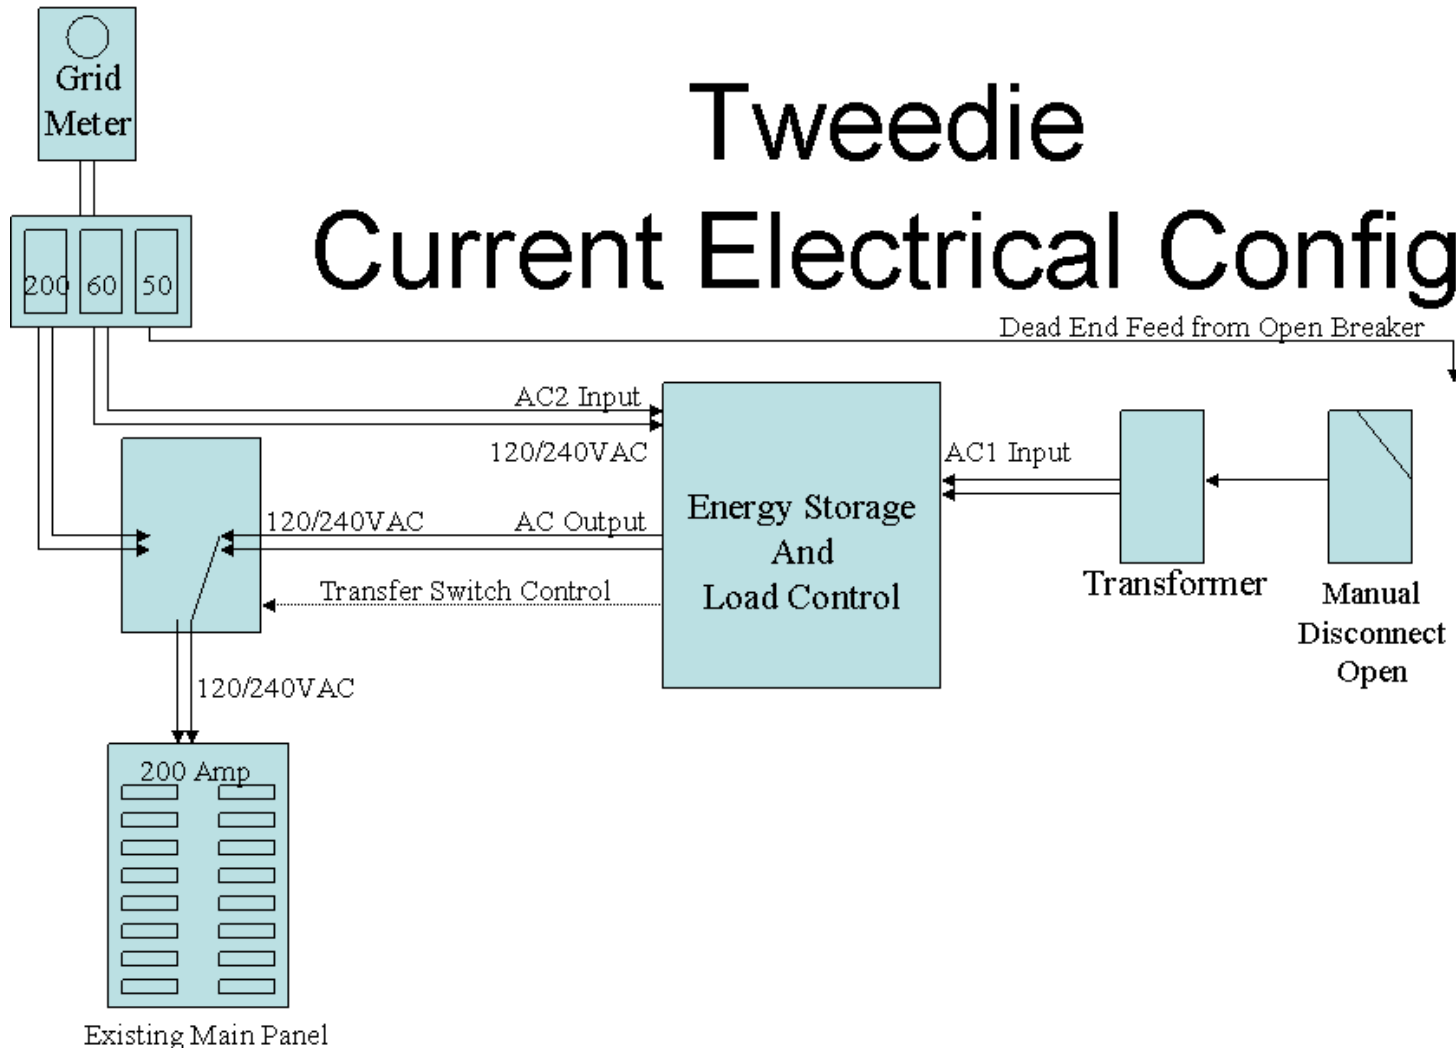 Grid
Meter
Tweedie
Current Electrical Config
200
60
50
Dead End Feed from Open Breaker
AC2 Input
120/240VAC
AC1 Input
Energy Storage
And
Load Control
120/240VAC
AC Output
Transfer Switch Control
Transformer
Manual
Disconnect
Open
120/240VAC
200 Amp
Existing Main Panel